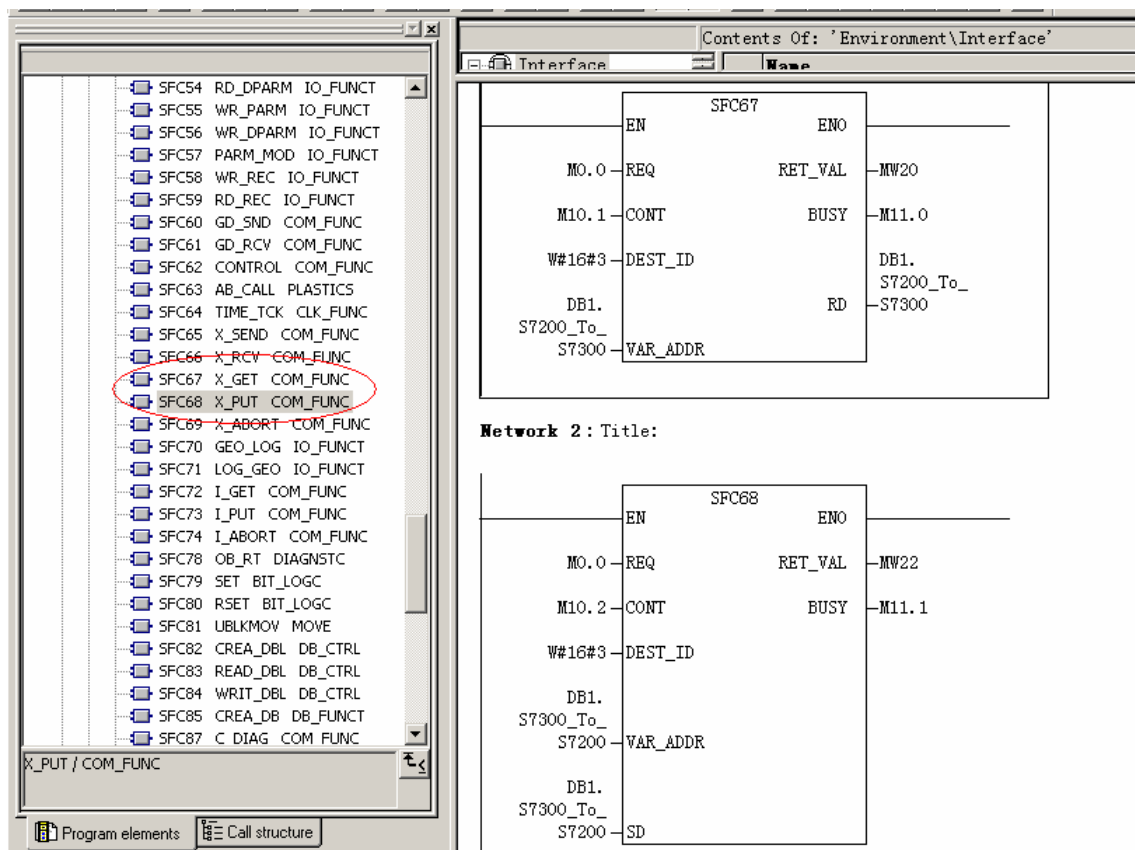 SFC54 RD_DPARM IO_FUNCT
SFC55 WR_PARM IO_FUNCT
SFC56 WR_DPARM IO_FUNCT
SFC57 PARM_MOD IO_FUNCT
SFC58 WR_REC IO_FUNCT
SFC59 RD_REC IO_FUNCT
SFC60 GD_SND COM_FUNC
SFC61 GD_RCV COM_FUNC
SFC62 CONTROL COM_FUNC
SFC63 AB_CALL PLASTICS
SFC64 TIME_TCK CLK_FUNC
SFC65 X_SEND COM_FUNC
SFC66 X_RCV COM_FUNC
SFC67 X_GET COM_FUNC
SFC68 X_PUT COM_FUNC
SFC69 X_ABORT COM_FUNC
SFC70 GEO_LOG IO_FUNCT
SFC71 LOG_GEO IO_FUNCT
SFC72 I_GET COM_FUNC
SFC73 I_PUT COM_FUNC
SFC74 I_ABORT COM_FUNC
SFC78 OB_RT DIAGNSTC
SFC79 SET BIT_LOGC
SFC80 RSET BIT_LOGC
SFC81 UBLKMOV MOVE
SFC82 CREA_DBL DB_CTRL
SFC83 READ_DBL DB_CTRL
SFC84 WRIT_DBL DB_CTRL
SFC85 CREA_DB DB_FUNCT
SFC87 C_DIAG COM_FUNC
X_PUT / COM_FUNC
Program elements
Call structure
Contents Of: 'Environment\Interface'
Interface
Name
SFC67
EN ENO
M0.0 REQ RET_VAL MW20
M10.1 CONT BUSY M11.0
W#16#3 DEST_ID DB1.
S7200_To_
DB1. RD S7300
S7200_To_
S7300 VAR_ADDR
Network 2: Title:
SFC68
EN ENO
M0.0 REQ RET_VAL MW22
M10.2 CONT BUSY M11.1
W#16#3 DEST_ID
DB1.
S7300_To_
S7200 VAR_ADDR
DB1.
S7300_To_
S7200 SD